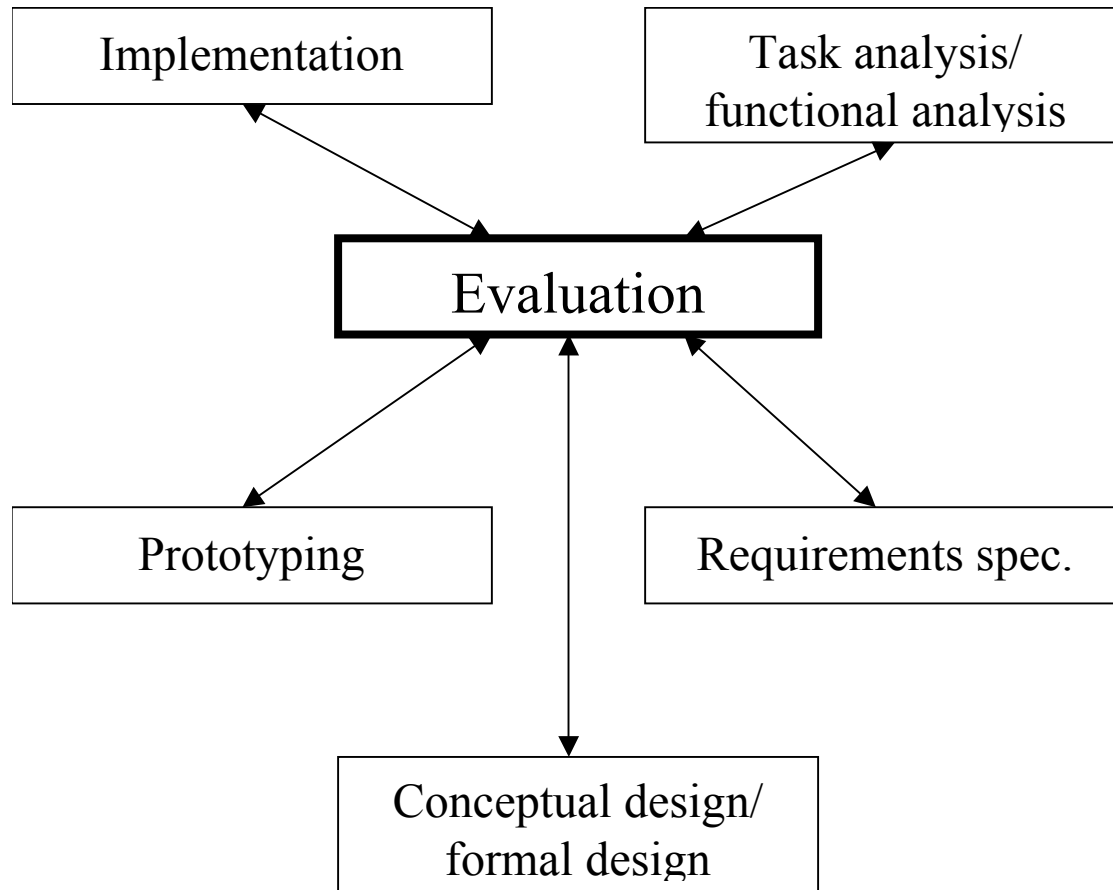 Implementation
Task analysis/
functional analysis
Evaluation
Prototyping
Requirements spec.
Conceptual design/
formal design